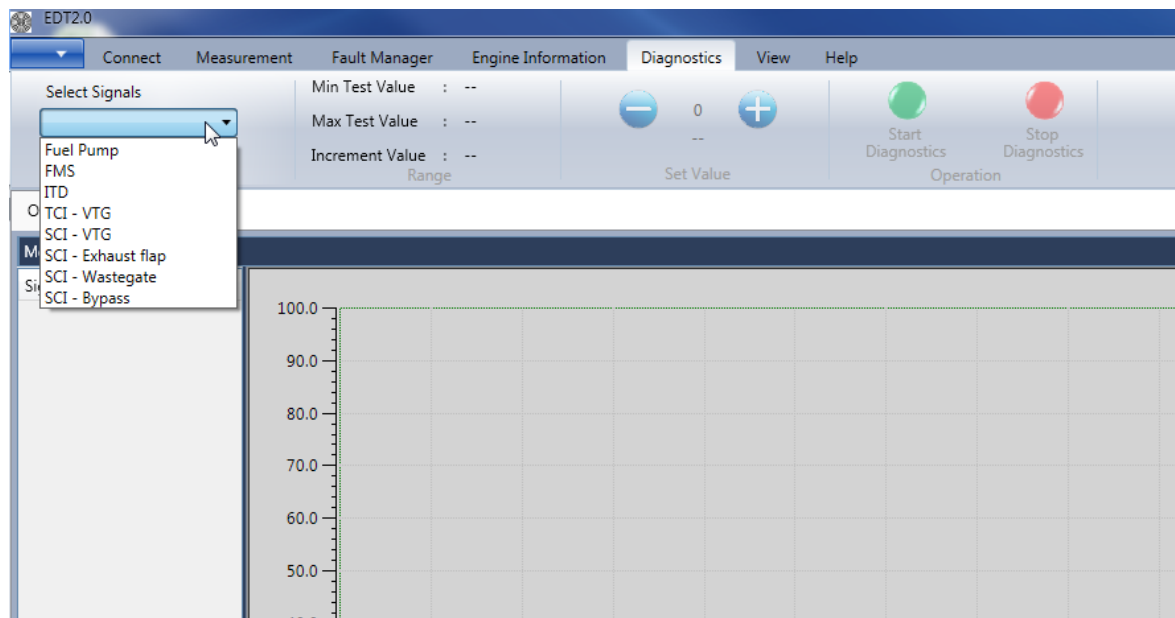 EDT2.0
Connect Measurement Fault Manager Engine Information Diagnostics View Help
Select Signals
Min Test Value : --
Max Test Value : --
Increment Value : --
Range
0
--
Set Value
Start
Diagnostics
Stop
Diagnostics
Operation
Fuel Pump
FMS
ITD
TCI - VTG
SCI - VTG
SCI - Exhaust flap
SCI - Wastegate
SCI - Bypass
100.0
90.0
80.0
70.0
60.0
50.0